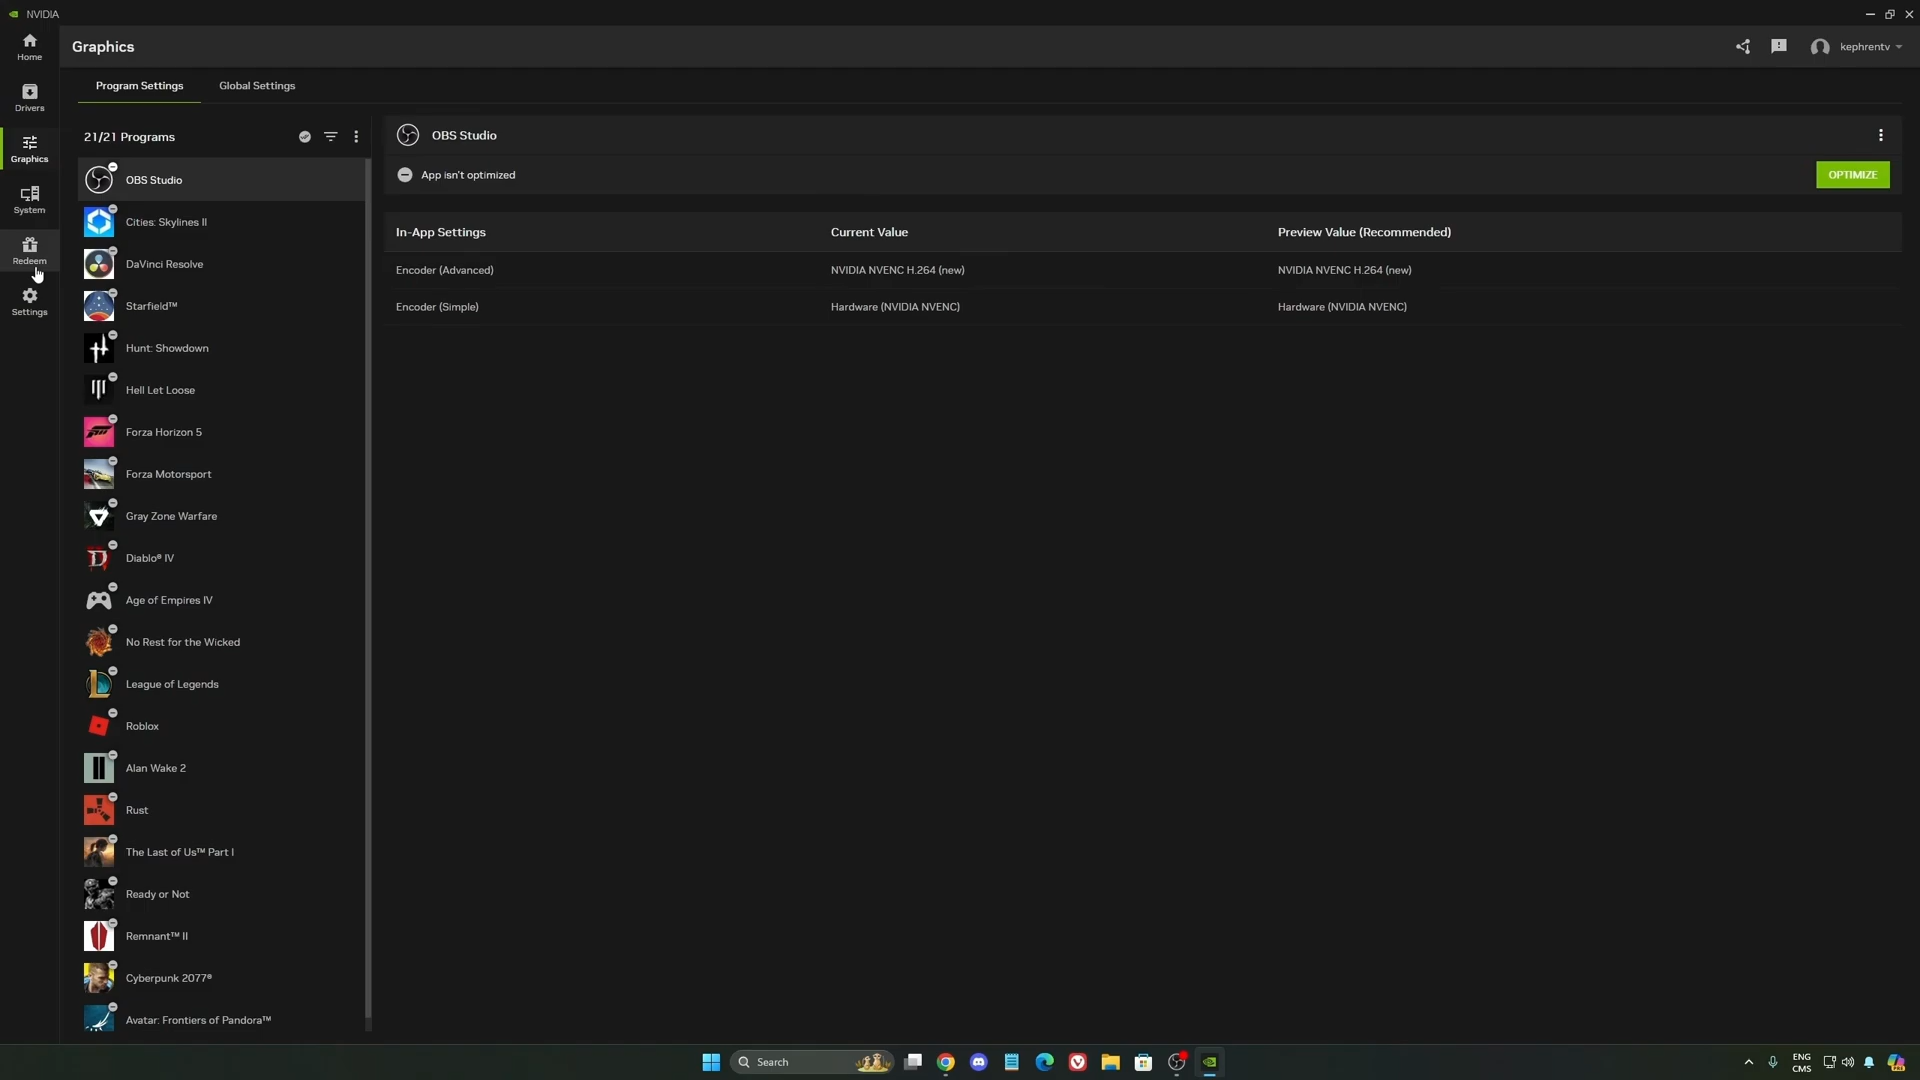 NVIDIA
Home
Drivers
Graphics
System
Redeem
Settings
Graphics
kephrentv
Program Settings
Global Settings
21/21 Programs
OBS Studio
Cities: Skylines II
DaVinci Resolve
Starfield™
Hunt: Showdown
Hell Let Loose
Forza Horizon 5
Forza Motorsport
Gray Zone Warfare
Diablo® IV
Age of Empires IV
No Rest for the Wicked
League of Legends
Roblox
Alan Wake 2
Rust
The Last of Us™ Part I
Ready or Not
Remnant™ II
Cyberpunk 2077®
Avatar: Frontiers of Pandora™
OBS Studio
App isn't optimized
OPTIMIZE
In-App Settings Current Value Preview Value (Recommended)
Encoder (Advanced) NVIDIA NVENC H.264 (new) NVIDIA NVENC H.264 (new)
Encoder (Simple) Hardware (NVIDIA NVENC) Hardware (NVIDIA NVENC)
Search
ENG
CMS
PRE